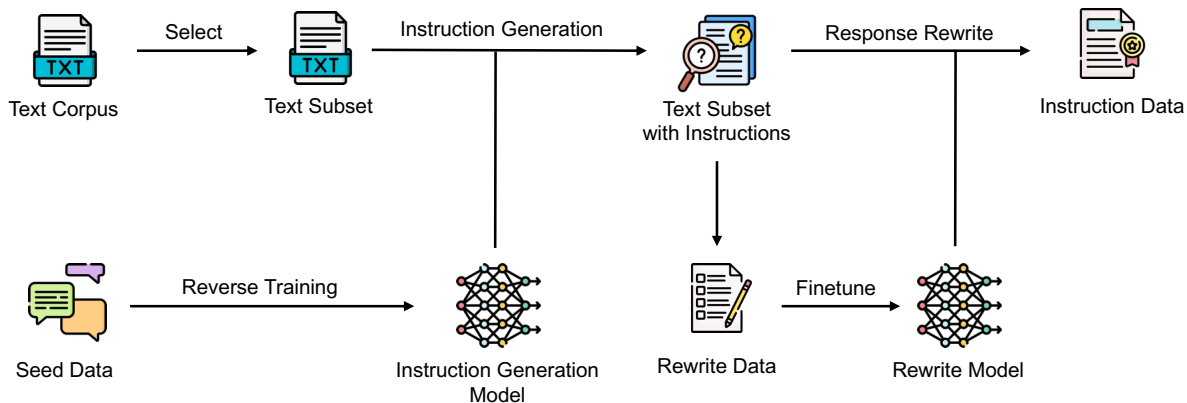 Select
Instruction Generation
Response Rewrite
TXT
TXT
?
?
Text Corpus
Text Subset
Text Subset
with Instructions
Instruction Data
Reverse Training
Finetune
Seed Data
Instruction Generation
Model
Rewrite Data
Rewrite Model